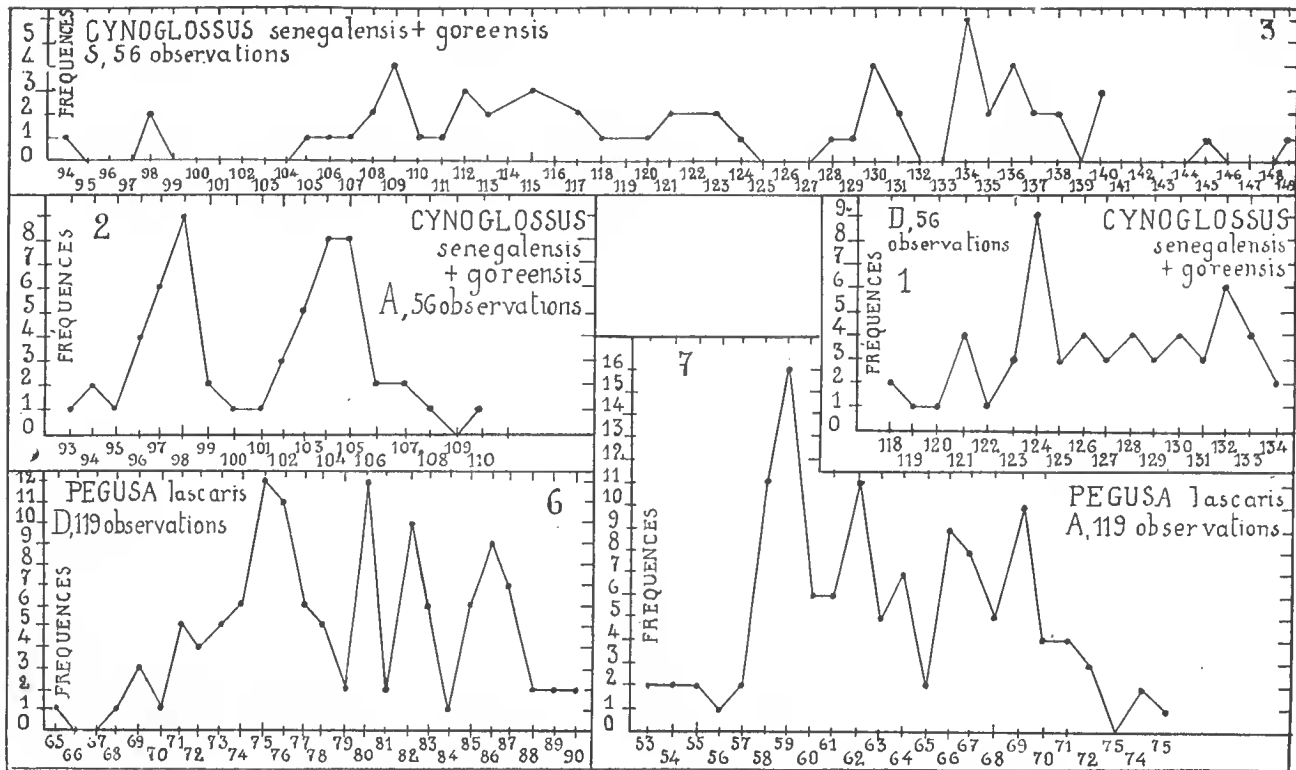 CYNOGLOSSUS senegalensis + goreensis
S, 56 observations
3
FRÉQUENCES
5
4
3
2
1
0
94 96 98 100 102 104 106 108 110 112 114 116 118 120 122 124 126 128 130 132 134 136 138 140 142 144 146 148
95 97 99 101 103 105 107 109 111 113 115 117 119 121 123 125 127 129 131 133 135 137 139 141 143 145 147 149
2
CYNOGLOSSUS
senegalensis
+ goreensis
A, 56 observations
FRÉQUENCES
8
7
6
5
4
3
2
1
0
93 95 97 99 101 103 105 107 109
94 96 98 100 102 104 106 108 110
D, 56
observations
1
CYNOGLOSSUS
senegalensis
+ goreensis
FRÉQUENCES
9
8
7
6
5
4
3
2
1
0
118 120 122 124 126 128 130 132 134
119 121 123 125 127 129 131 133
PEGUSA lascaris
D, 119 observations
6
FRÉQUENCES
12
11
10
9
8
7
6
5
4
3
2
1
0
65 67 69 71 73 75 77 79 81 83 85 87 89
66 68 70 72 74 76 78 80 82 84 86 88 90
7
PEGUSA lascaris
A, 119 observations
FREQUENCES
16
15
14
13
12
11
10
9
8
7
6
5
4
3
2
1
0
53 55 57 59 61 63 65 67 69 71 75 75
54 56 58 60 62 64 66 68 70 72 74